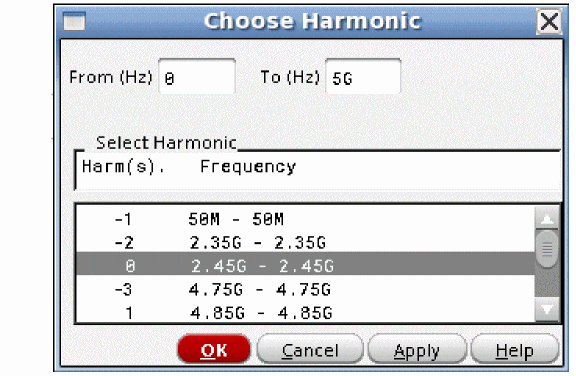 Choose Harmonic
From (Hz) 0 To (Hz) 5G
Select Harmonic
Harm(s). Frequency
-1 50M - 50M
-2 2.35G - 2.35G
0 2.45G - 2.45G
-3 4.75G - 4.75G
1 4.85G - 4.85G
OK Cancel Apply Help